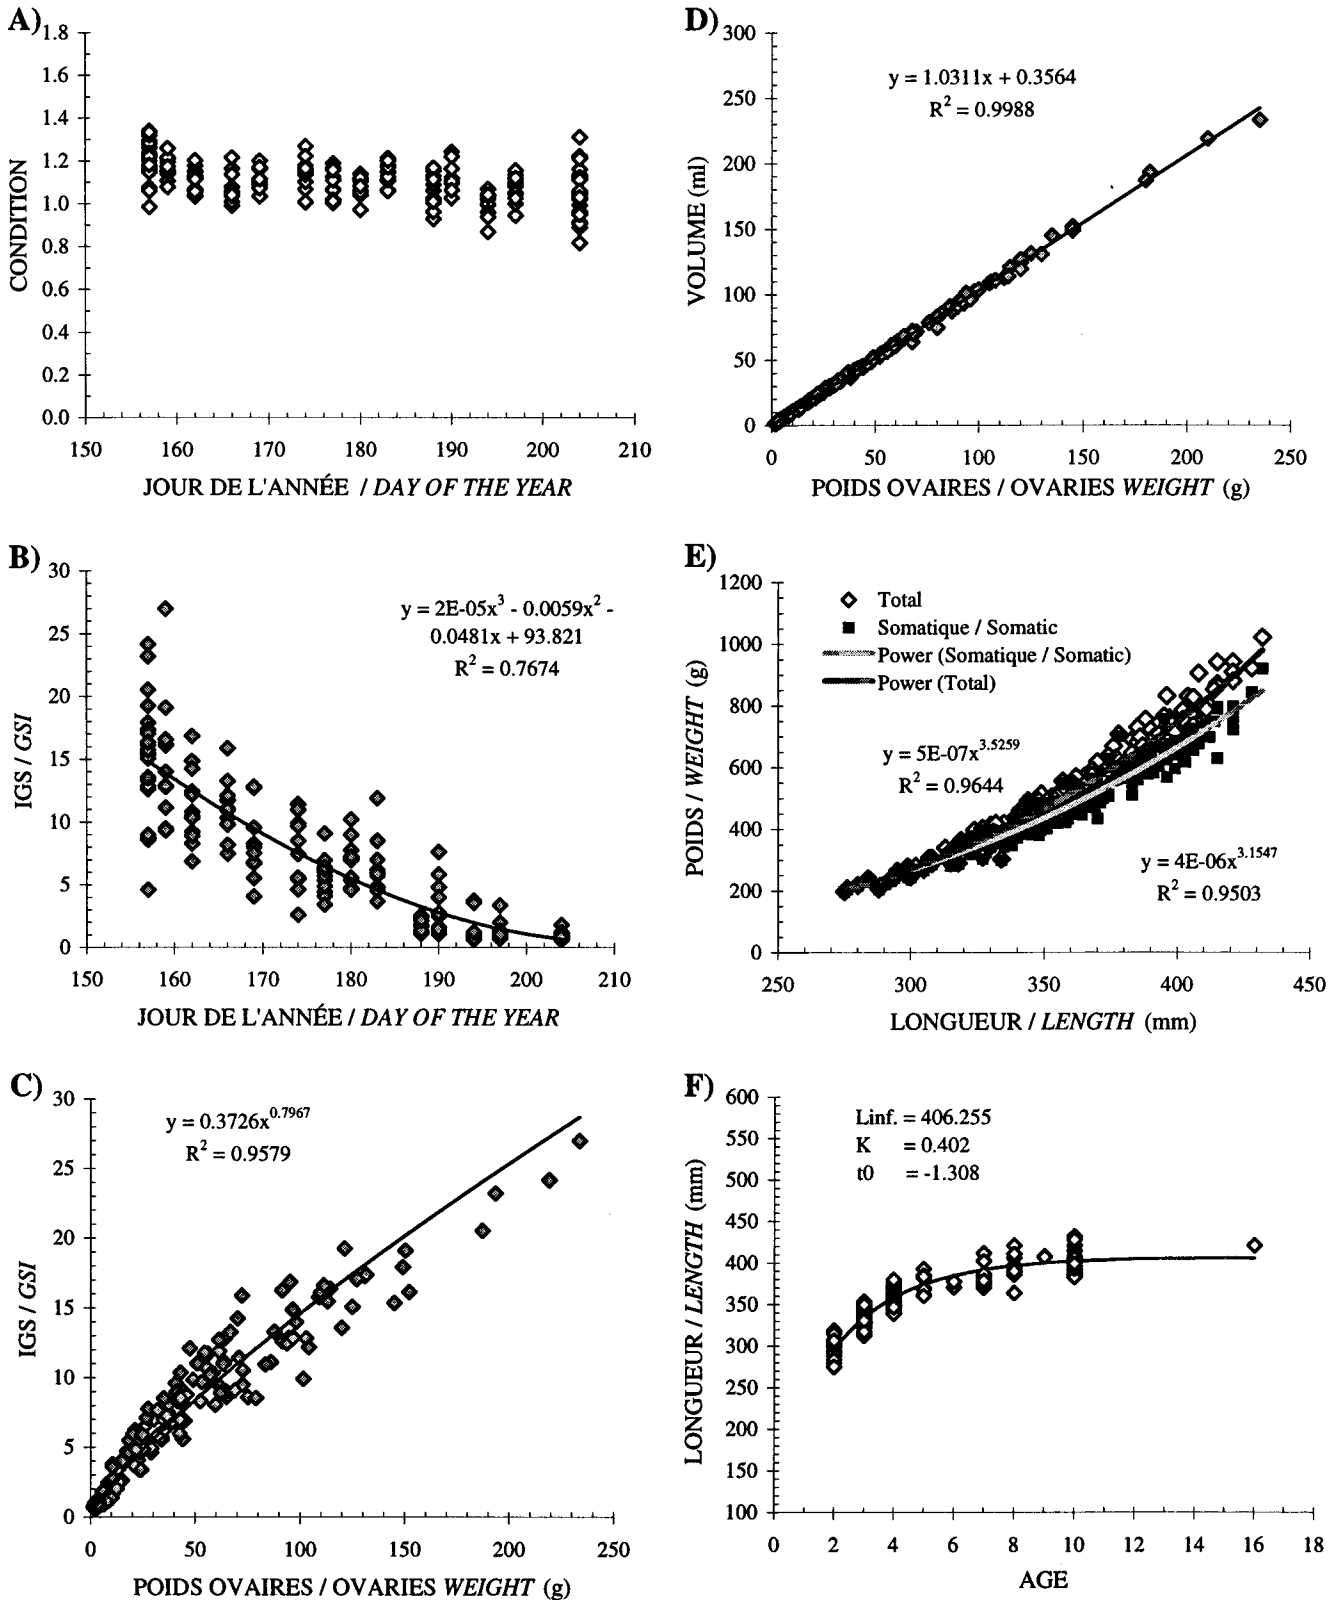 A)
1.8
1.6
1.4
1.2
1.0
0.8
0.6
0.4
0.2
0.0
CONDITION
150 160 170 180 190 200 210
JOUR DE L'ANNÉE / DAY OF THE YEAR
B)
30
25
20
15
10
5
0
IGS / GSI
y = 2E-05x³ - 0.0059x² -
0.0481x + 93.821
R² = 0.7674
150 160 170 180 190 200 210
JOUR DE L'ANNÉE / DAY OF THE YEAR
C)
30
25
20
15
10
5
0
IGS / GSI
y = 0.3726x^0.7967
R² = 0.9579
0 50 100 150 200 250
POIDS OVAIRES / OVARIES WEIGHT (g)
D)
300
250
200
150
100
50
0
VOLUME (ml)
y = 1.0311x + 0.3564
R² = 0.9988
0 50 100 150 200 250
POIDS OVAIRES / OVARIES WEIGHT (g)
E)
1200
1000
800
600
400
200
0
POIDS / WEIGHT (g)
Total
Somatique / Somatic
Power (Somatique / Somatic)
Power (Total)
y = 5E-07x^3.5259
R² = 0.9644
y = 4E-06x^3.1547
R² = 0.9503
250 300 350 400 450
LONGUEUR / LENGTH (mm)
F)
600
550
500
450
400
350
300
250
200
150
100
LONGUEUR / LENGTH (mm)
Linf. = 406.255
K = 0.402
t0 = -1.308
0 2 4 6 8 10 12 14 16 18
AGE